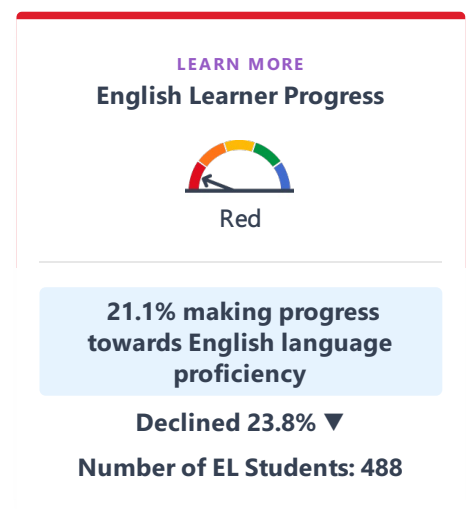 LEARN MORE
English Learner Progress
Red
21.1% making progress
towards English language
proficiency
Declined 23.8% ▼
Number of EL Students: 488